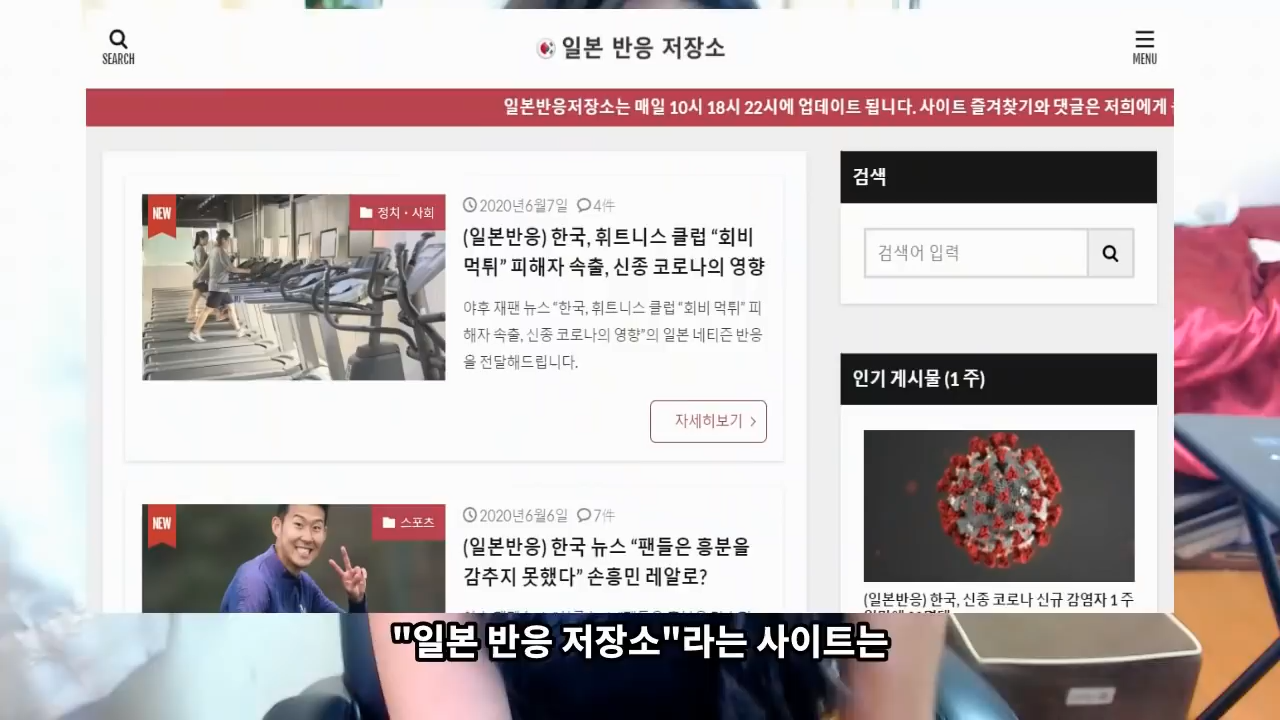 SEARCH
일본 반응 저장소
MENU
일본반응저장소는 매일 10시 18시 22시에 업데이트 됩니다. 사이트 즐겨찾기와 댓글은 저희에게
NEW
정치・사회
2020년6월7일 4件
(일본반응) 한국, 휘트니스 클럽 “회비
먹튀” 피해자 속출, 신종 코로나의 영향
야후 재팬 뉴스 “한국, 휘트니스 클럽 “회비 먹튀” 피
해자 속출, 신종 코로나의 영향”의 일본 네티즌 반응
을 전달해드립니다.
자세히보기
NEW
스포츠
2020년6월6일 7件
(일본반응) 한국 뉴스 “팬들은 흥분을
감추지 못했다” 손흥민 레알로?
검색
검색어 입력
인기 게시물 (1 주)
(일본반응) 한국, 신종 코로나 신규 감염자 1 주
"일본 반응 저장소"라는 사이트는